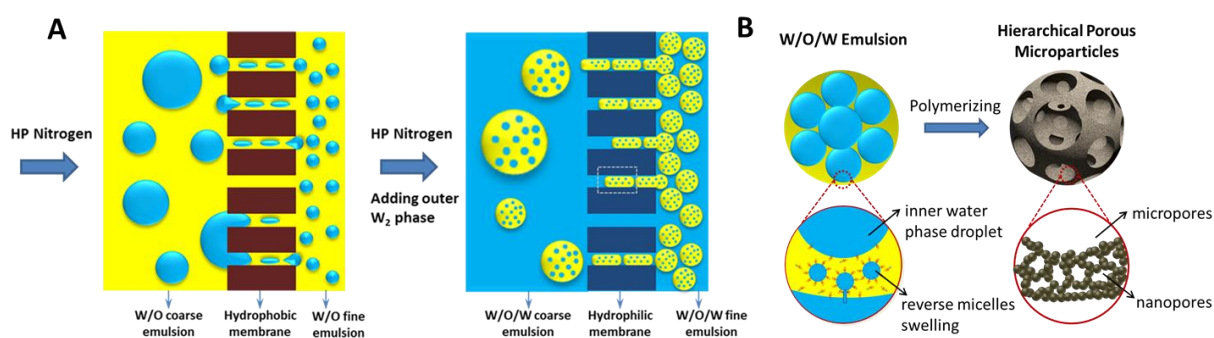 A
HP Nitrogen
W/O coarse
emulsion
Hydrophobic
membrane
W/O fine
emulsion
HP Nitrogen
Adding outer
W₂ phase
W/O/W coarse
emulsion
Hydrophilic
membrane
W/O/W fine
emulsion
B
W/O/W Emulsion
Hierarchical Porous
Microparticles
Polymerizing
inner water
phase droplet
reverse micelles
swelling
micropores
nanopores